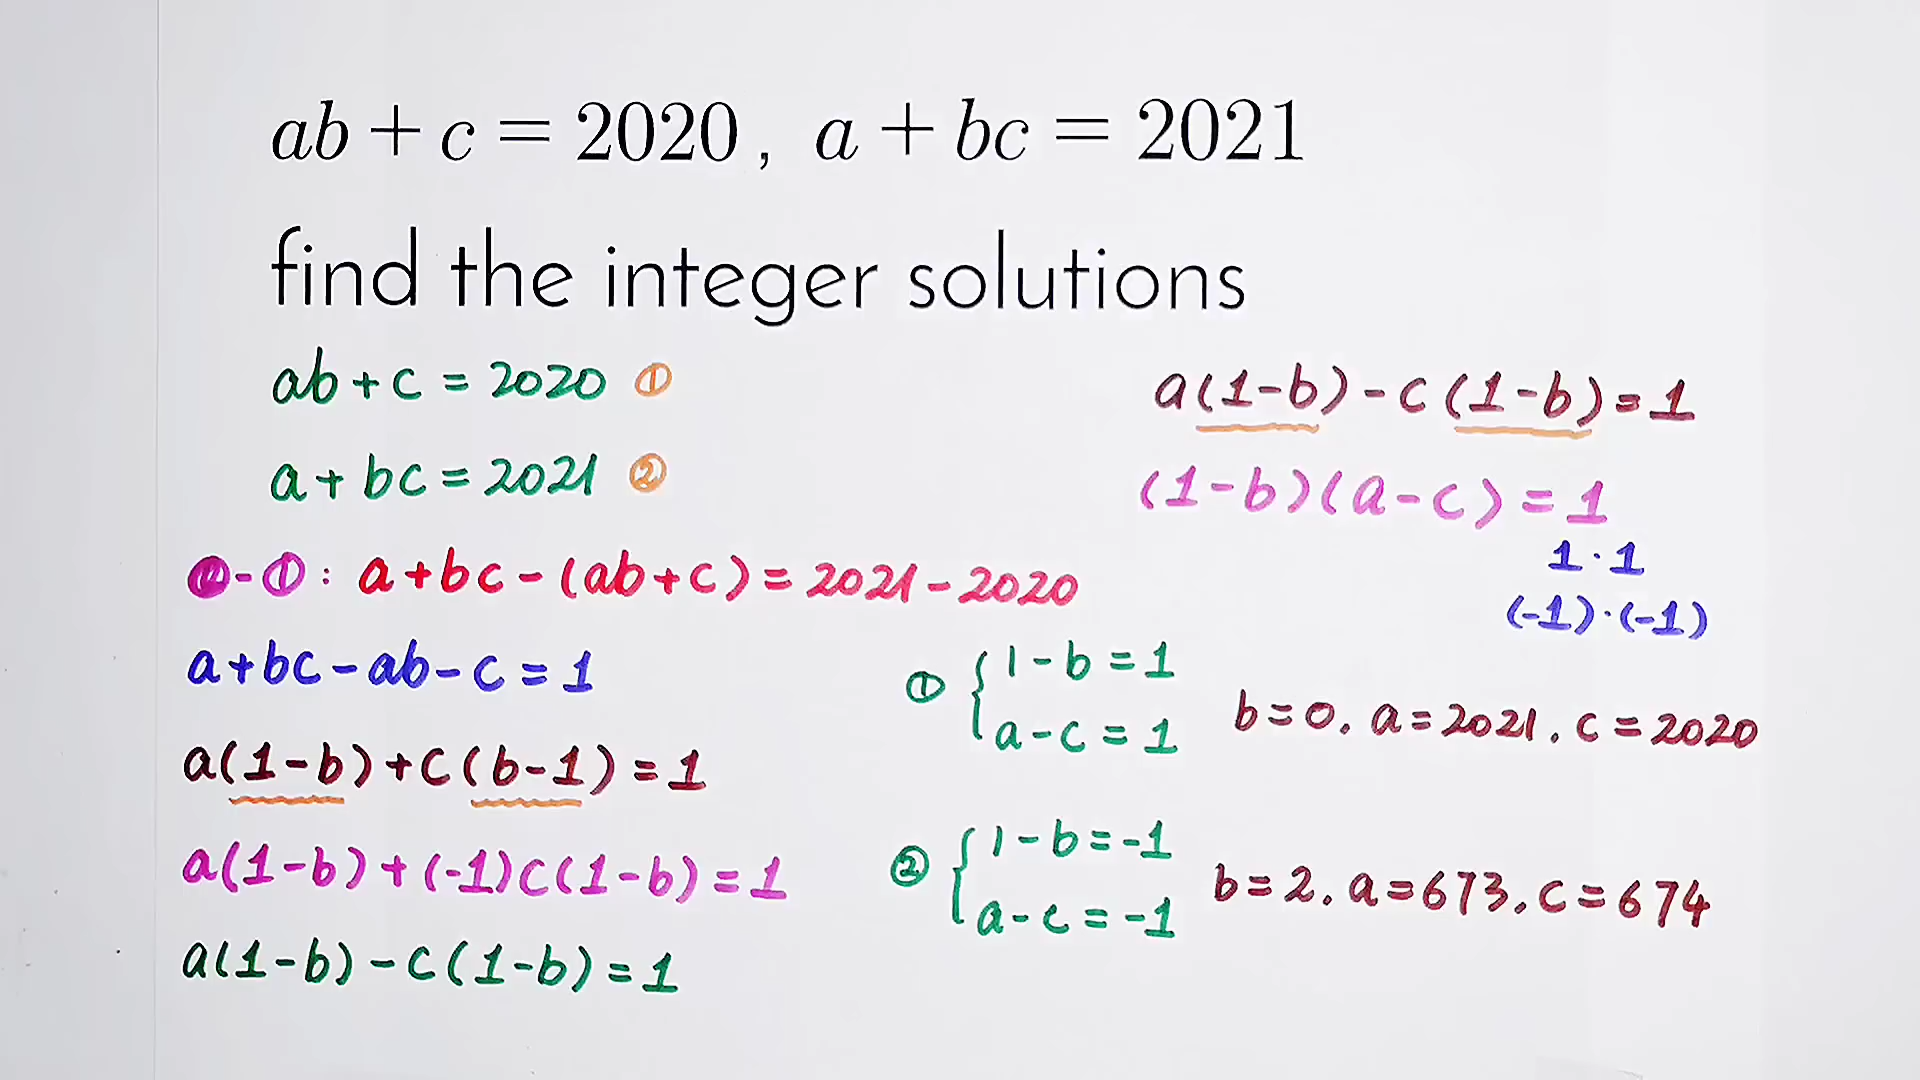 ab + c = 2020, a + bc = 2021
find the integer solutions
ab + c = 2020 ①
a + bc = 2021 ②
②-①: a + bc - (ab + c) = 2021 - 2020
a + bc - ab - c = 1
a(1-b) + c(b-1) = 1
a(1-b) + (-1)c(1-b) = 1
a(1-b) - c(1-b) = 1
a(1-b) - c(1-b) = 1
(1-b)(a-c) = 1
1 · 1
(-1) · (-1)
① { 1-b = 1
a-c = 1
b = 0. a = 2021. c = 2020
② { 1-b = -1
a-c = -1
b = 2. a = 673. c = 674